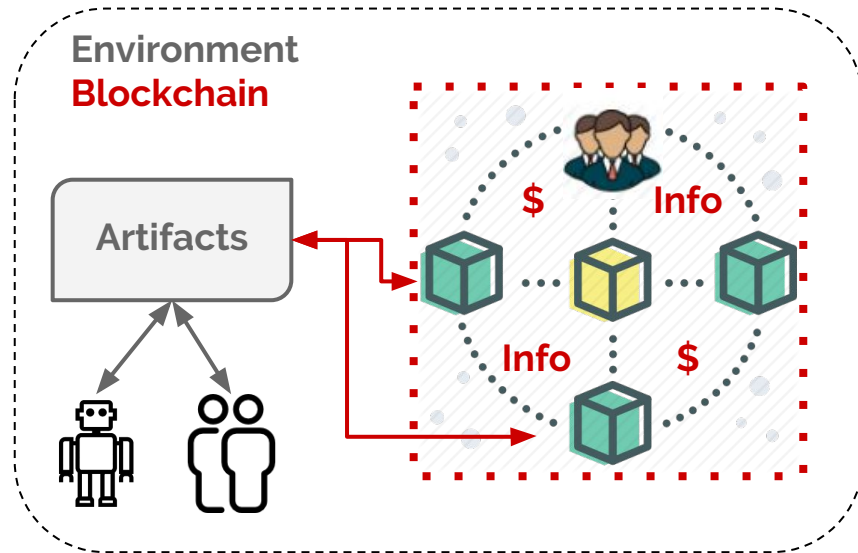 Environment
Blockchain
$
Info
Artifacts
Info
$